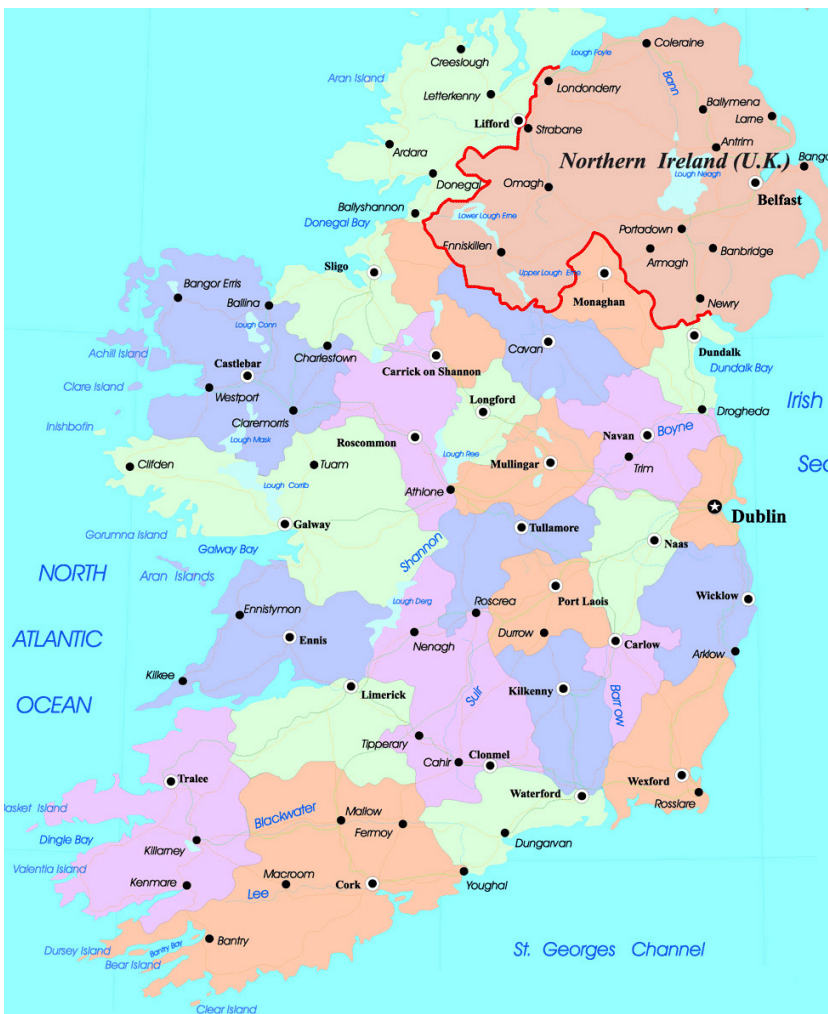 Coleraine
Lough Foyle
Creeslough
Aran Island
Londonderry
Bann
Letterkenny
Ballymena
Larne
Lifford
Strabane
Ardara
Antrim
Northern Ireland (U.K.)
Bango
Donegal
Lough Neagh
Omagh
Belfast
Ballyshannon
Donegal Bay
Lower Lough Erne
Portadown
Enniskillen
Armagh
Banbridge
Sligo
Upper Lough Erne
Monaghan
Bangor Erris
Ballina
Newry
Lough Conn
Dundalk
Achill Island
Charlestown
Cavan
Castlebar
Carrick on Shannon
Dundalk Bay
Clare Island
Westport
Longford
Irish
Sea
Claremorris
Drogheda
Inishbofin
Lough Mask
Roscommon
Navan
Boyne
Lough Ree
Clifden
Tuam
Mullingar
Trim
Lough Corrib
Athlone
Dublin
Gorumna Island
Galway
Tullamore
Galway Bay
Shannon
Naas
NORTH
Aran Islands
Port Laois
Wicklow
Lough Derg
Roscrea
Ennistymon
ATLANTIC
Ennis
Nenagh
Durrow
Carlow
Arklow
Kilkee
Limerick
Suir
Kilkenny
Barrow
OCEAN
Tipperary
Cahir
Clonmel
Tralee
Wexford
Waterford
Rosslare
Basket Island
Blackwater
Mallow
Fermoy
Dingle Bay
Killarney
Dungarvan
Valentia Island
Kenmare
Macroom
Lee
Cork
Youghal
Bantry
Dursey Island
Bantry Bay
St. Georges Channel
Bear Island
Clear Island